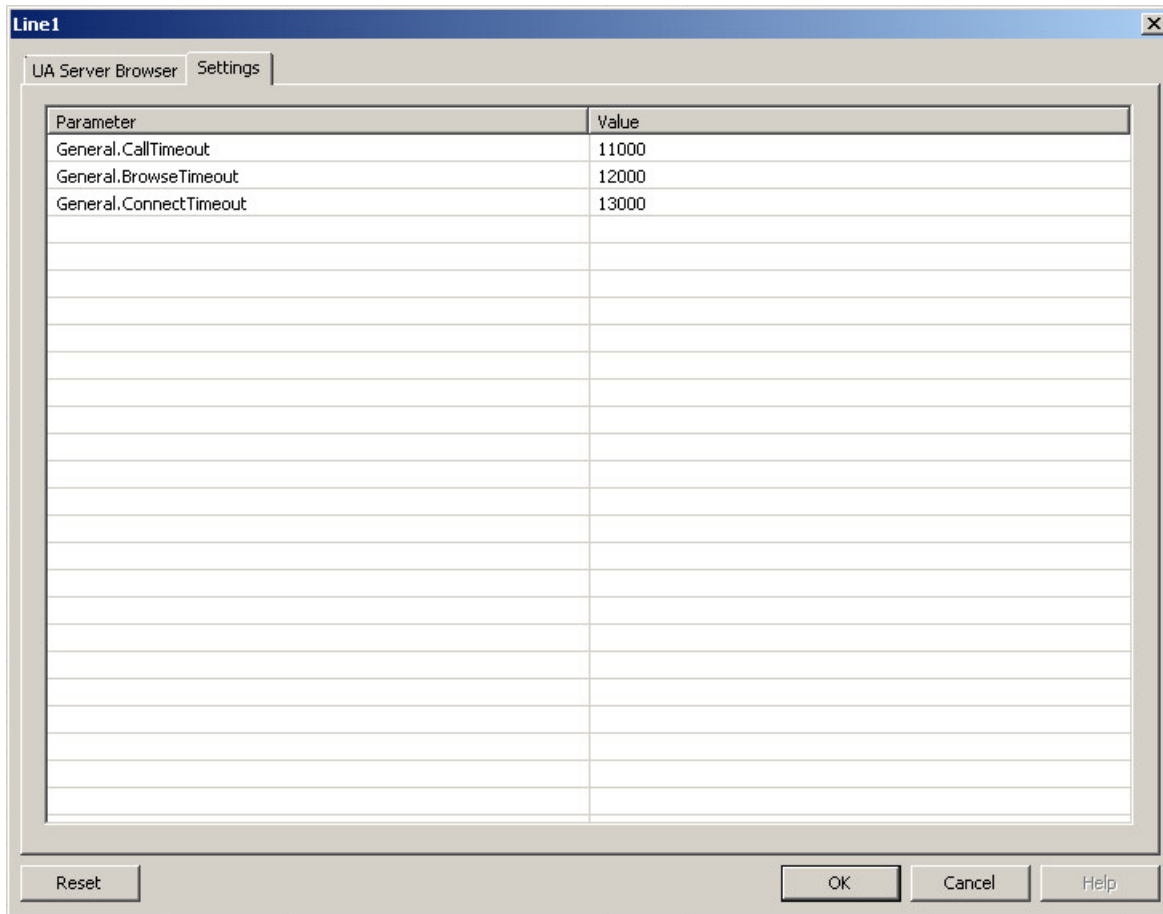 Line1
UA Server Browser Settings
Parameter Value
General.CallTimeout 11000
General.BrowseTimeout 12000
General.ConnectTimeout 13000
Reset OK Cancel Help